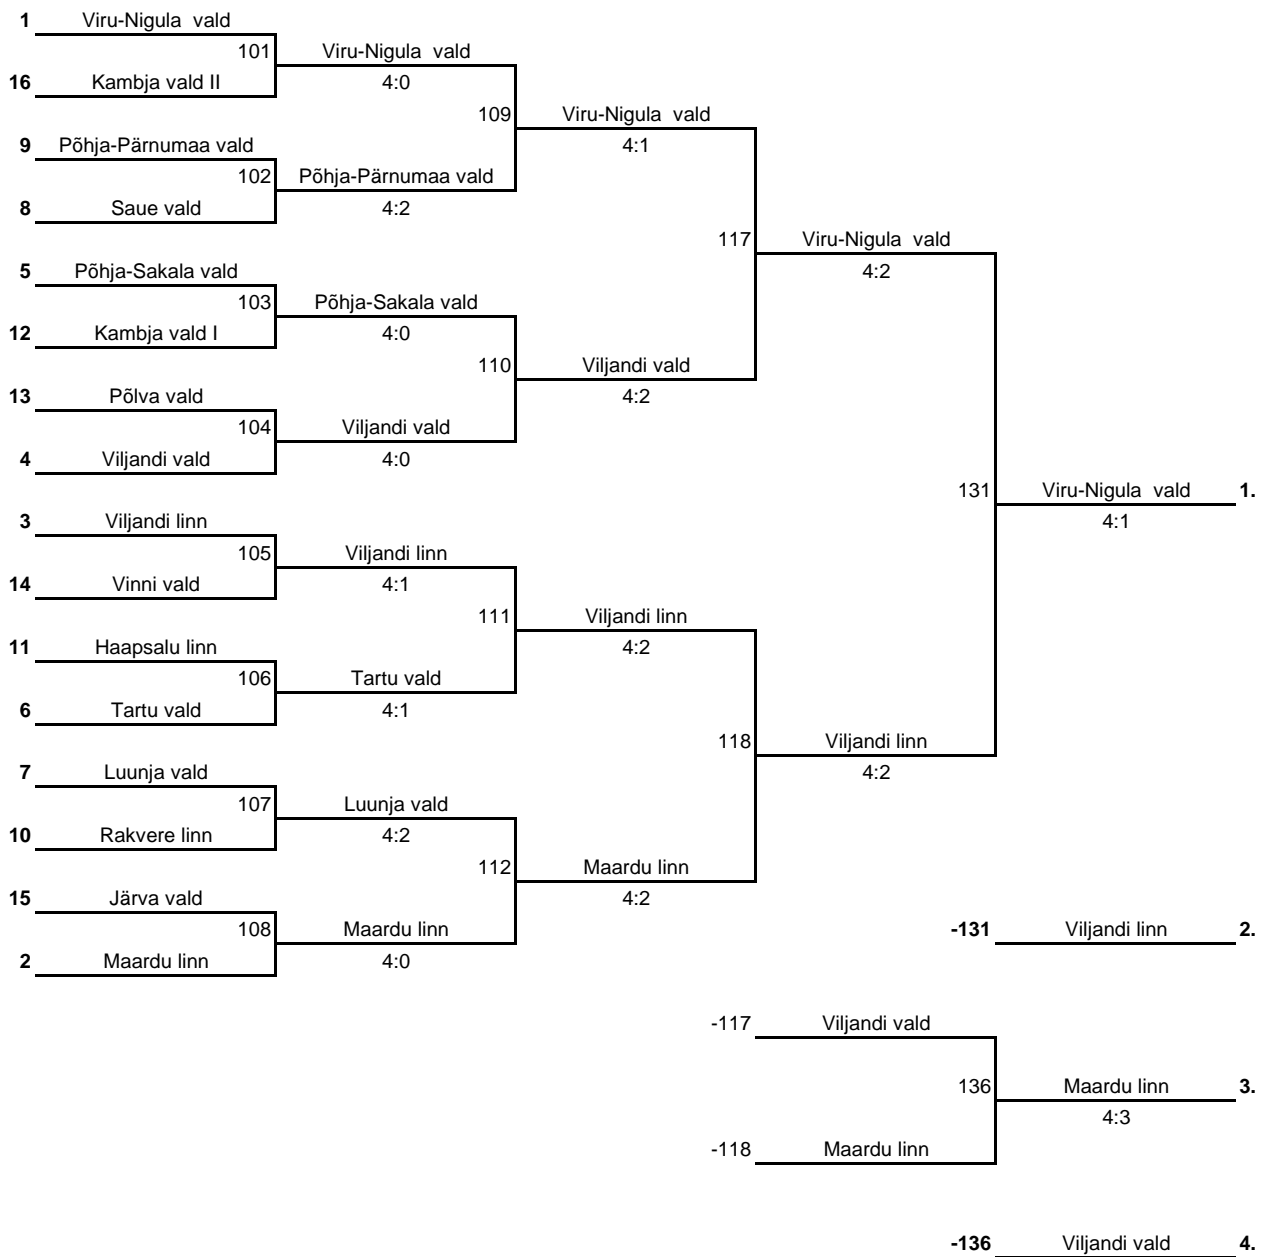 1 Viru-Nigula vald
101 Viru-Nigula vald
16 Kambja vald II 4:0
109 Viru-Nigula vald
9 Põhja-Pärnumaa vald 4:1
102 Põhja-Pärnumaa vald
8 Saue vald 4:2
117 Viru-Nigula vald
5 Põhja-Sakala vald 4:2
103 Põhja-Sakala vald
12 Kambja vald I 4:0
110 Viljandi vald
13 Põlva vald 4:2
104 Viljandi vald
4 Viljandi vald 4:0
131 Viru-Nigula vald 1.
3 Viljandi linn 4:1
105 Viljandi linn
14 Vinni vald 4:1
111 Viljandi linn
11 Haapsalu linn 4:2
106 Tartu vald
6 Tartu vald 4:1
118 Viljandi linn
7 Luunja vald 4:2
107 Luunja vald
10 Rakvere linn 4:2
112 Maardu linn
15 Järva vald 4:2
108 Maardu linn -131 Viljandi linn 2.
2 Maardu linn 4:0
-117 Viljandi vald
136 Maardu linn 3.
4:3
-118 Maardu linn
-136 Viljandi vald 4.